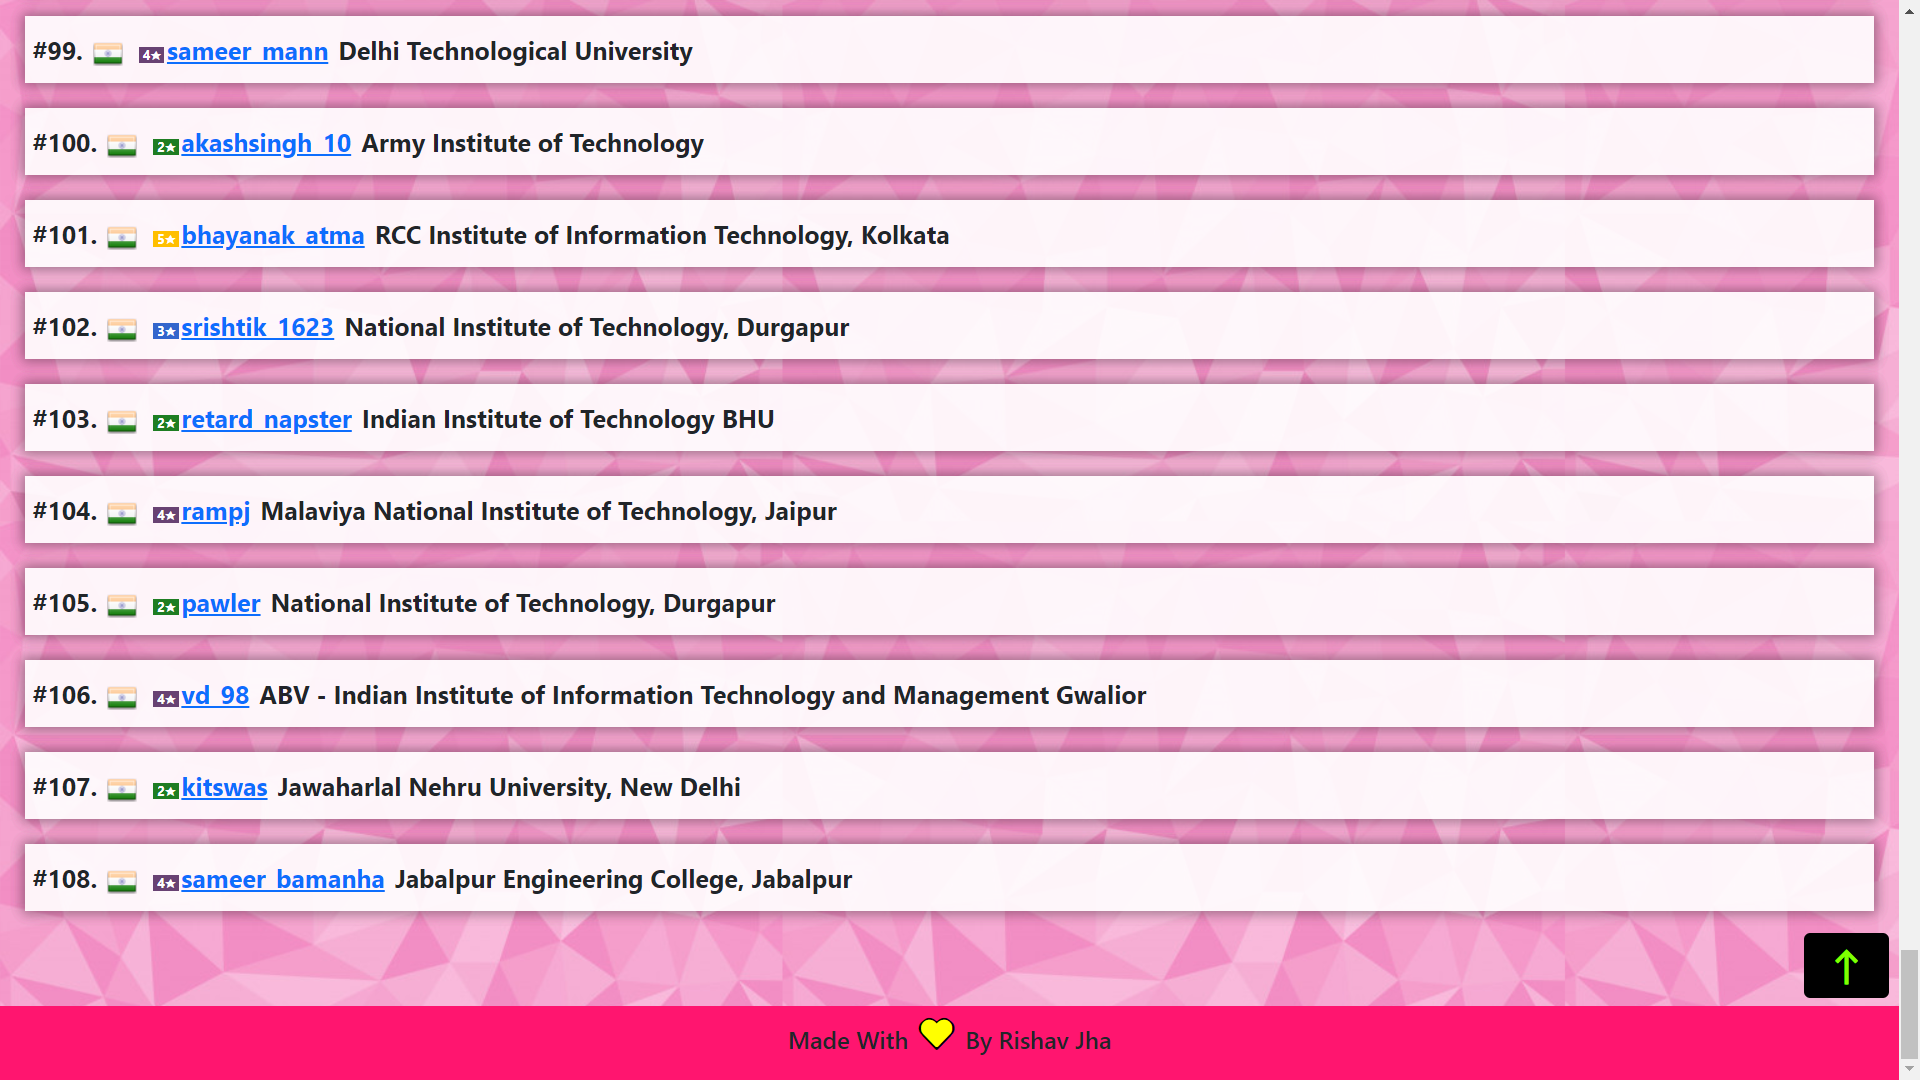 #99. 4★ sameer_mann Delhi Technological University
#100. 2★ akashsingh_10 Army Institute of Technology
#101. 5★ bhayanak_atma RCC Institute of Information Technology, Kolkata
#102. 3★ srishtik_1623 National Institute of Technology, Durgapur
#103. 2★ retard_napster Indian Institute of Technology BHU
#104. 4★ rampj Malaviya National Institute of Technology, Jaipur
#105. 2★ pawler National Institute of Technology, Durgapur
#106. 4★ vd_98 ABV - Indian Institute of Information Technology and Management Gwalior
#107. 2★ kitswas Jawaharlal Nehru University, New Delhi
#108. 4★ sameer_bamanha Jabalpur Engineering College, Jabalpur
Made With By Rishav Jha